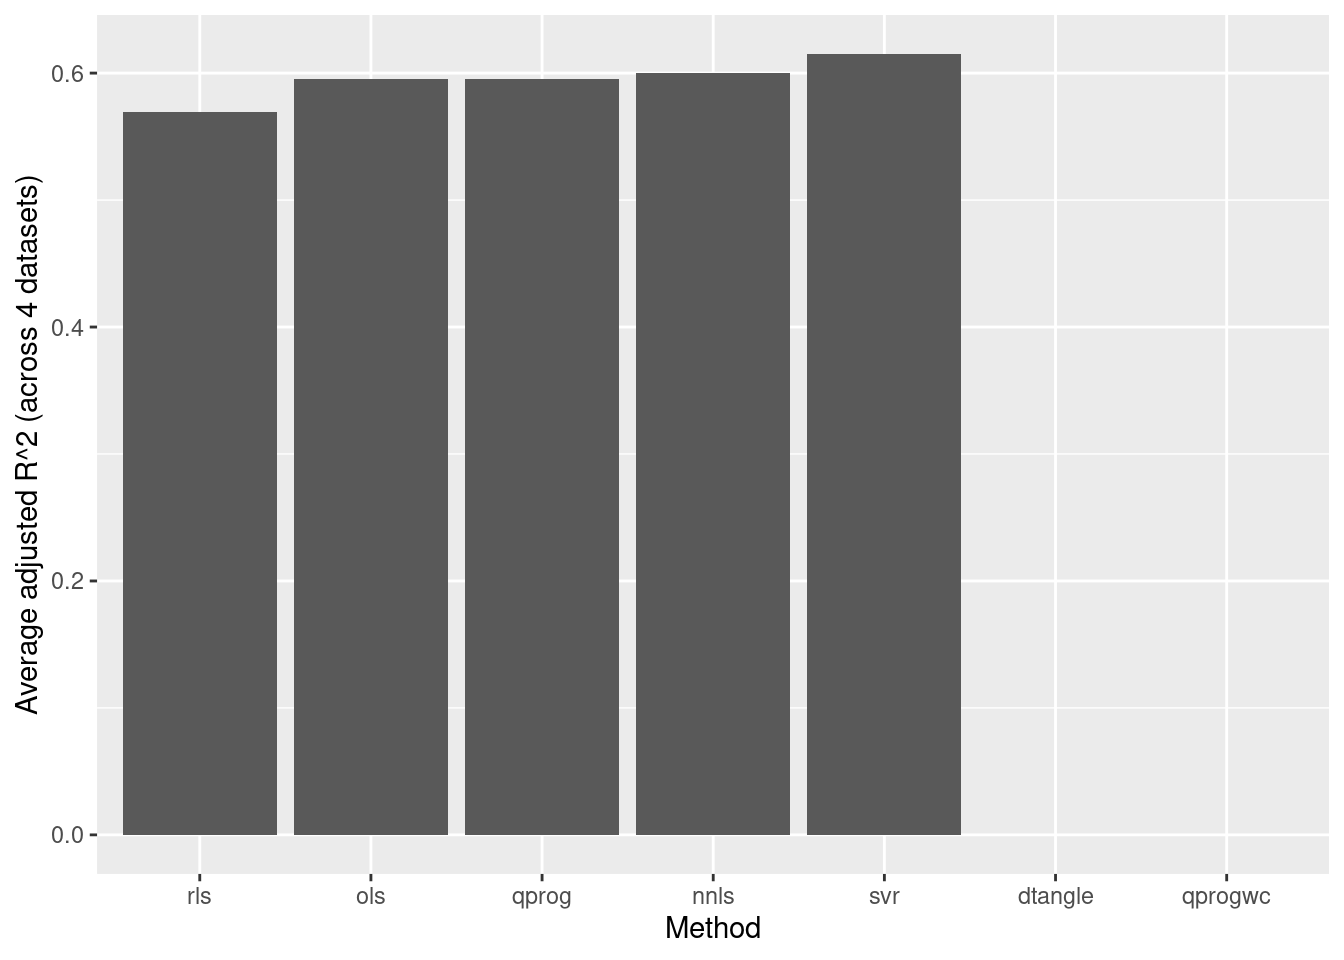 Average adjusted R^2 (across 4 datasets)
0.6
0.4
0.2
0.0
rls ols qprog nnls svr dtangle qprogwc
Method